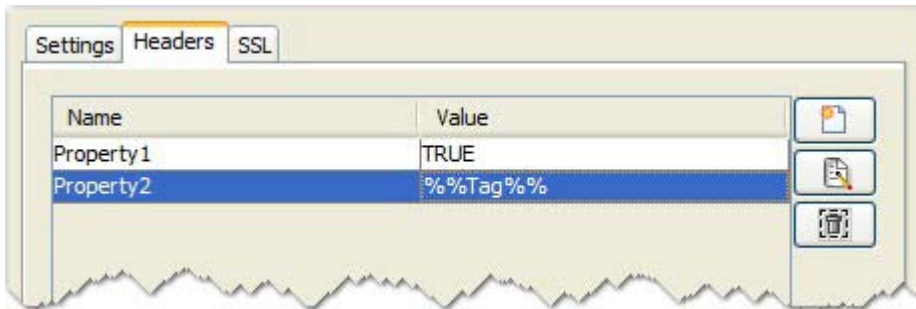 Settings Headers SSL
Name Value
Property1 TRUE
Property2 %%Tag%%